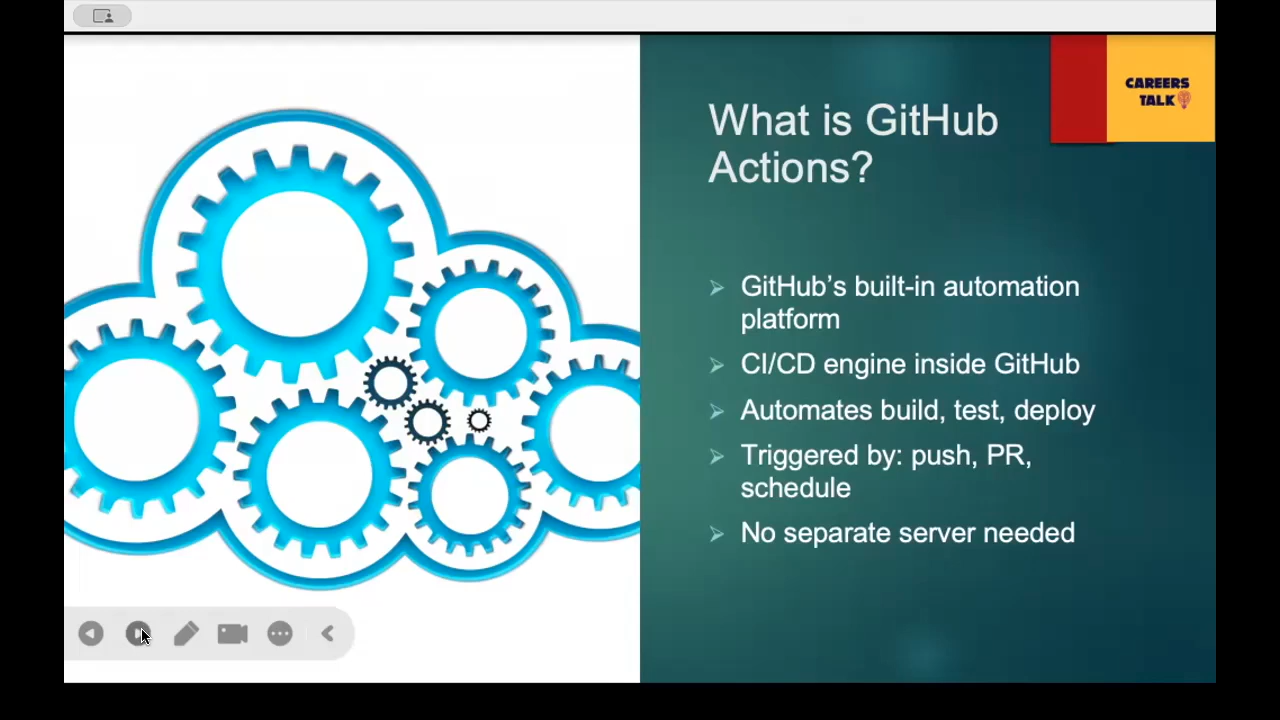 CAREERS
TALK
What is GitHub
Actions?
GitHub’s built-in automation
platform
CI/CD engine inside GitHub
Automates build, test, deploy
Triggered by: push, PR,
schedule
No separate server needed